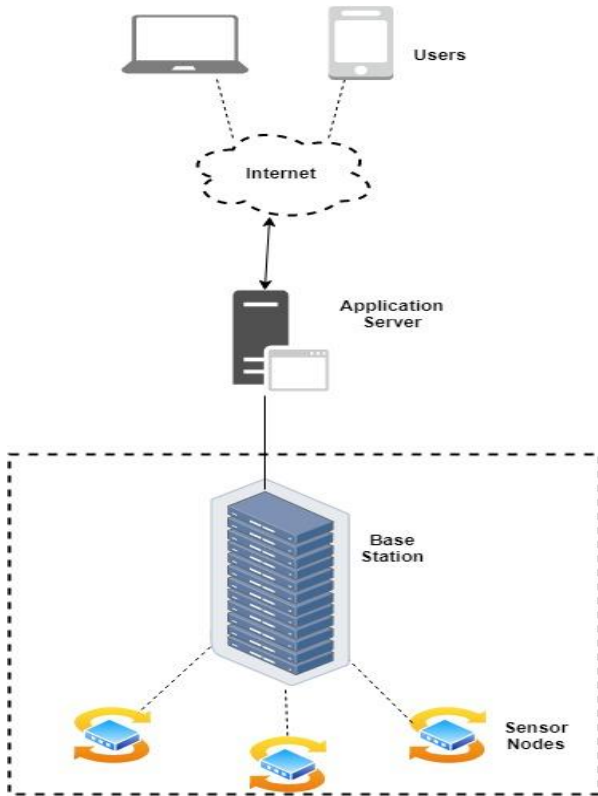 Users
Internet
Application
Server
Base
Station
Sensor
Nodes